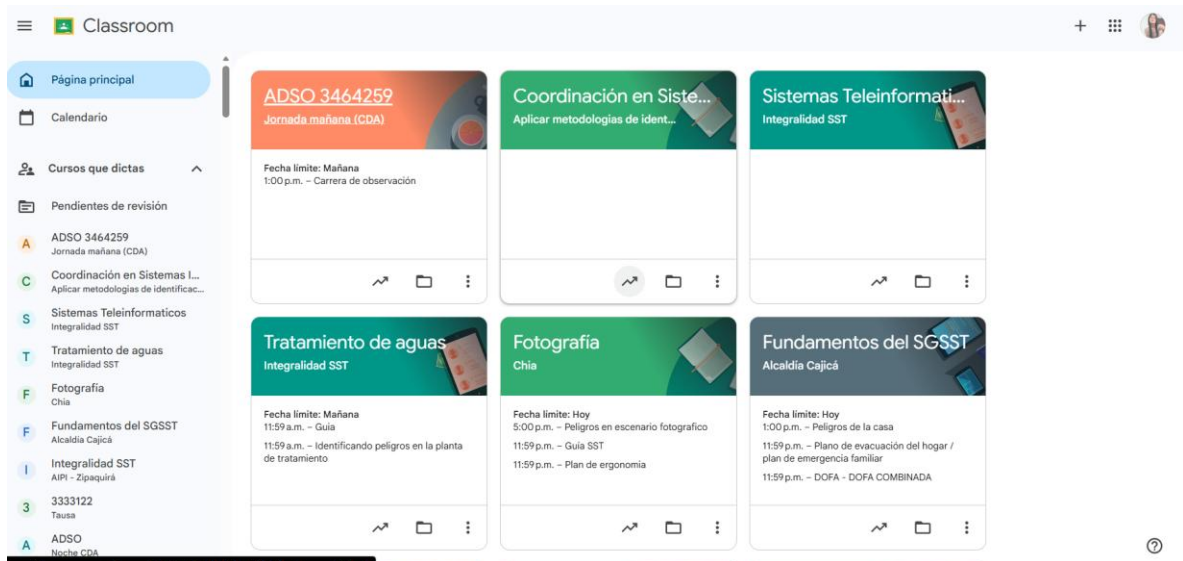 Classroom
Página principal
Calendario
Cursos que dictas
Pendientes de revisión
A
ADSO 3464259
Jornada mañana (CDA)
C
Coordinación en Sistemas I...
Aplicar metodologías de identificac...
S
Sistemas Teleinformaticos
Integralidad SST
T
Tratamiento de aguas
Integralidad SST
F
Fotografía
Chia
F
Fundamentos del SGSST
Alcaldía Cajicá
I
Integralidad SST
AIPI - Zipaquirá
3
3333122
Tausa
A
ADSO
Noche CDA
ADSO 3464259
Jornada mañana (CDA)
Fecha límite: Mañana
1:00 p.m. – Carrera de observación
Coordinación en Siste...
Aplicar metodologías de ident...
Sistemas Teleinformati...
Integralidad SST
Tratamiento de aguas
Integralidad SST
Fecha límite: Mañana
11:59 a.m. – Guia
11:59 a.m. – Identificando peligros en la planta
de tratamiento
Fotografía
Chia
Fecha límite: Hoy
5:00 p.m. – Peligros en escenario fotografico
11:59 p.m. – Guía SST
11:59 p.m. – Plan de ergonomia
Fundamentos del SGSST
Alcaldía Cajicá
Fecha límite: Hoy
1:00 p.m. – Peligros de la casa
11:59 p.m. – Plano de evacuación del hogar /
plan de emergencia familiar
11:59 p.m. – DOFA - DOFA COMBINADA